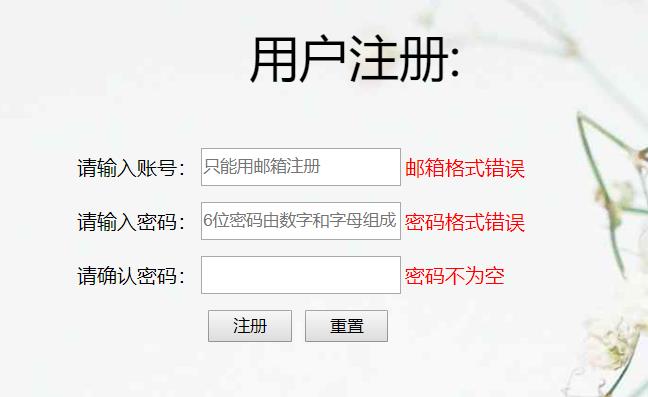 用户注册:
请输入账号： 只能用邮箱注册 邮箱格式错误
请输入密码： 6位密码由数字和字母组成 密码格式错误
请确认密码： 密码不为空
注册 重置